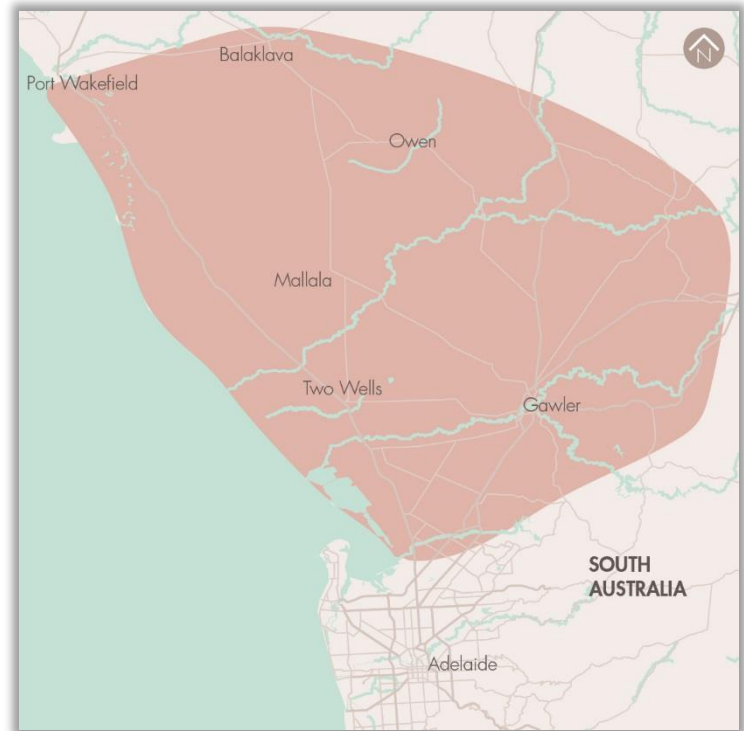 N
Balaklava
Port Wakefield
Owen
Mallala
Two Wells
Gawler
SOUTH
AUSTRALIA
Adelaide